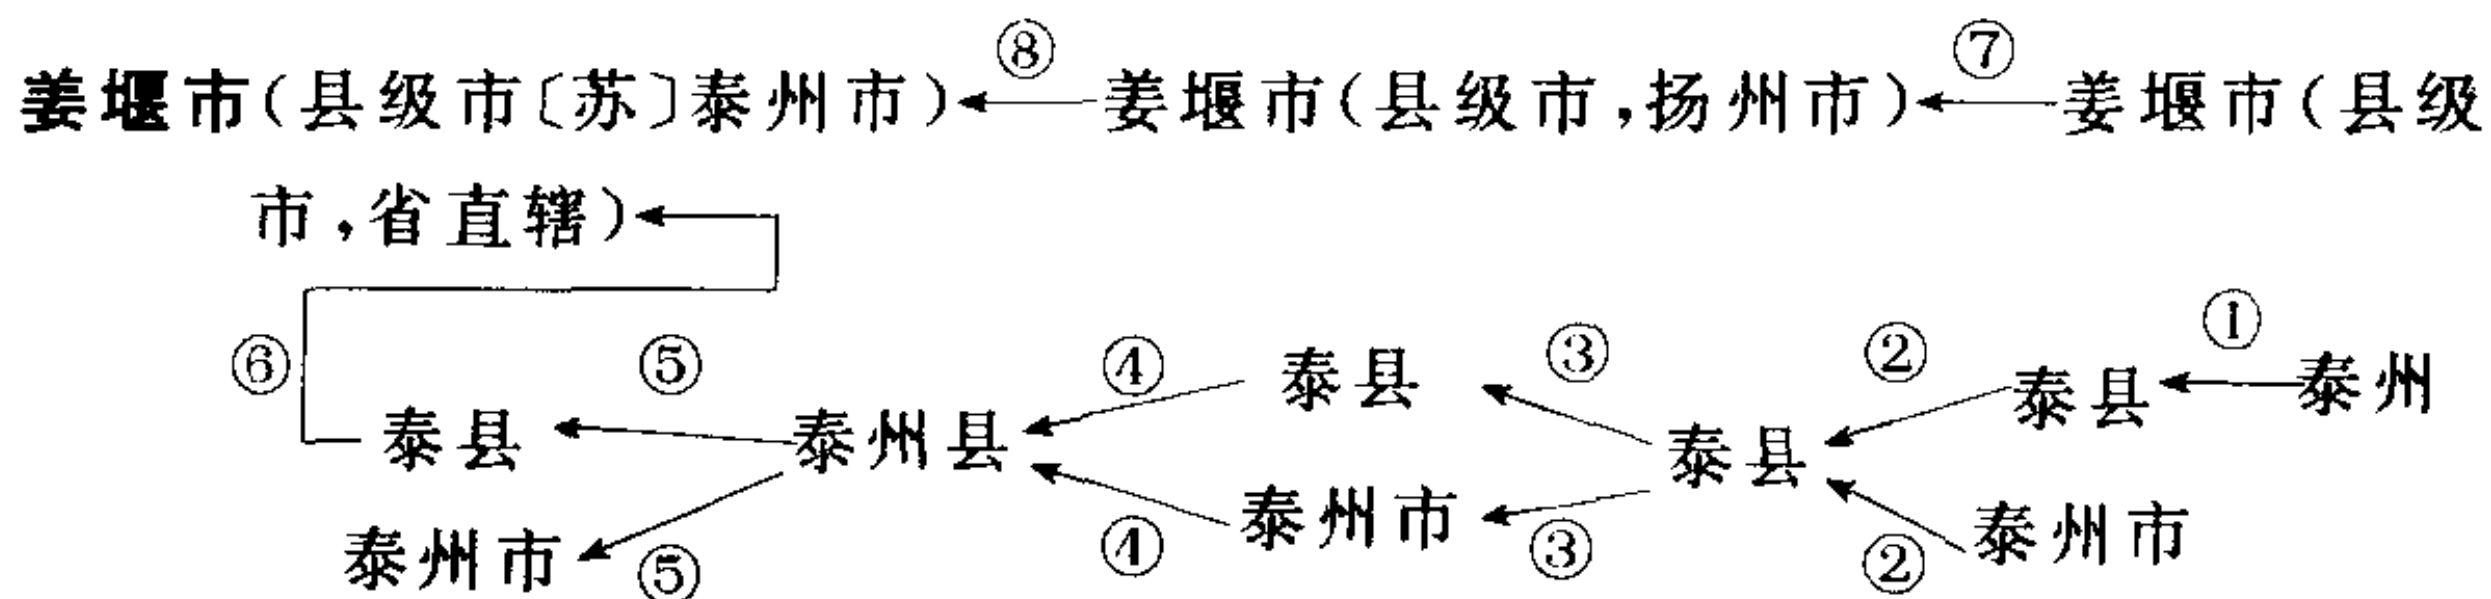 姜堰市(县级市〔苏〕泰州市)←⑧姜堰市(县级市,扬州市)←⑦姜堰市(县级
市,省直辖)
⑥ ⑤ ④ 泰县 ③ ② 泰县 ① 泰州
泰县 泰州县 泰县
泰州市 ⑤ ④ 泰州市 ③ ② 泰州市